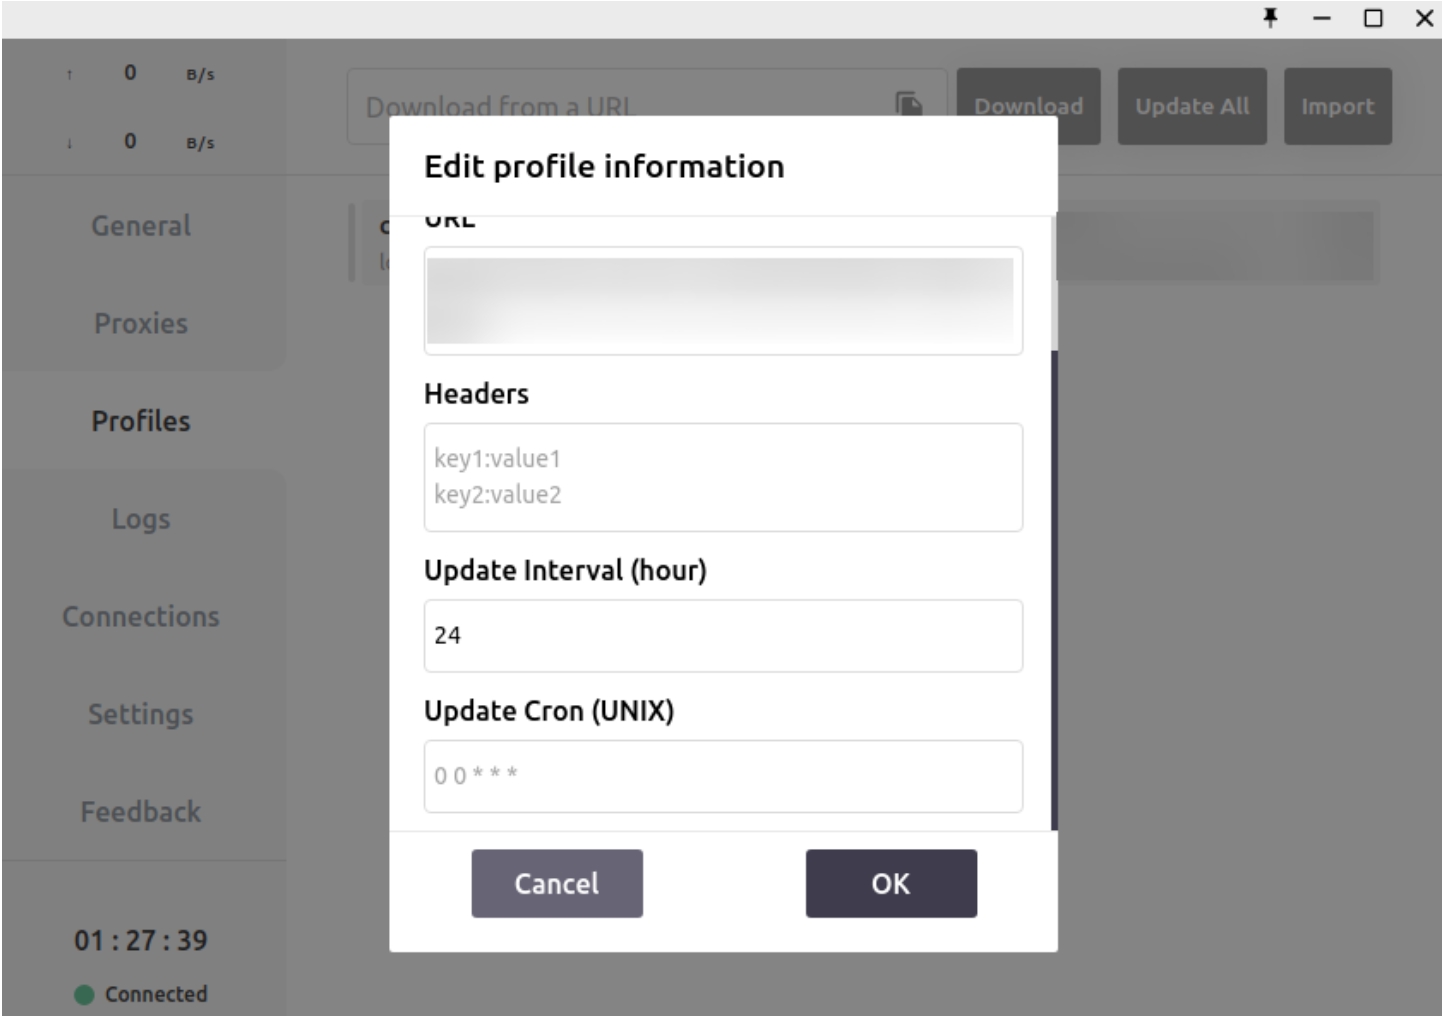 ↑ 0 B/s
↓ 0 B/s
General
Proxies
Profiles
Logs
Connections
Settings
Feedback
01 : 27 : 39
Connected
Download from a URL
Download
Update All
Import
Edit profile information
URL
Headers
key1:value1
key2:value2
Update Interval (hour)
24
Update Cron (UNIX)
0 0 * * *
Cancel
OK